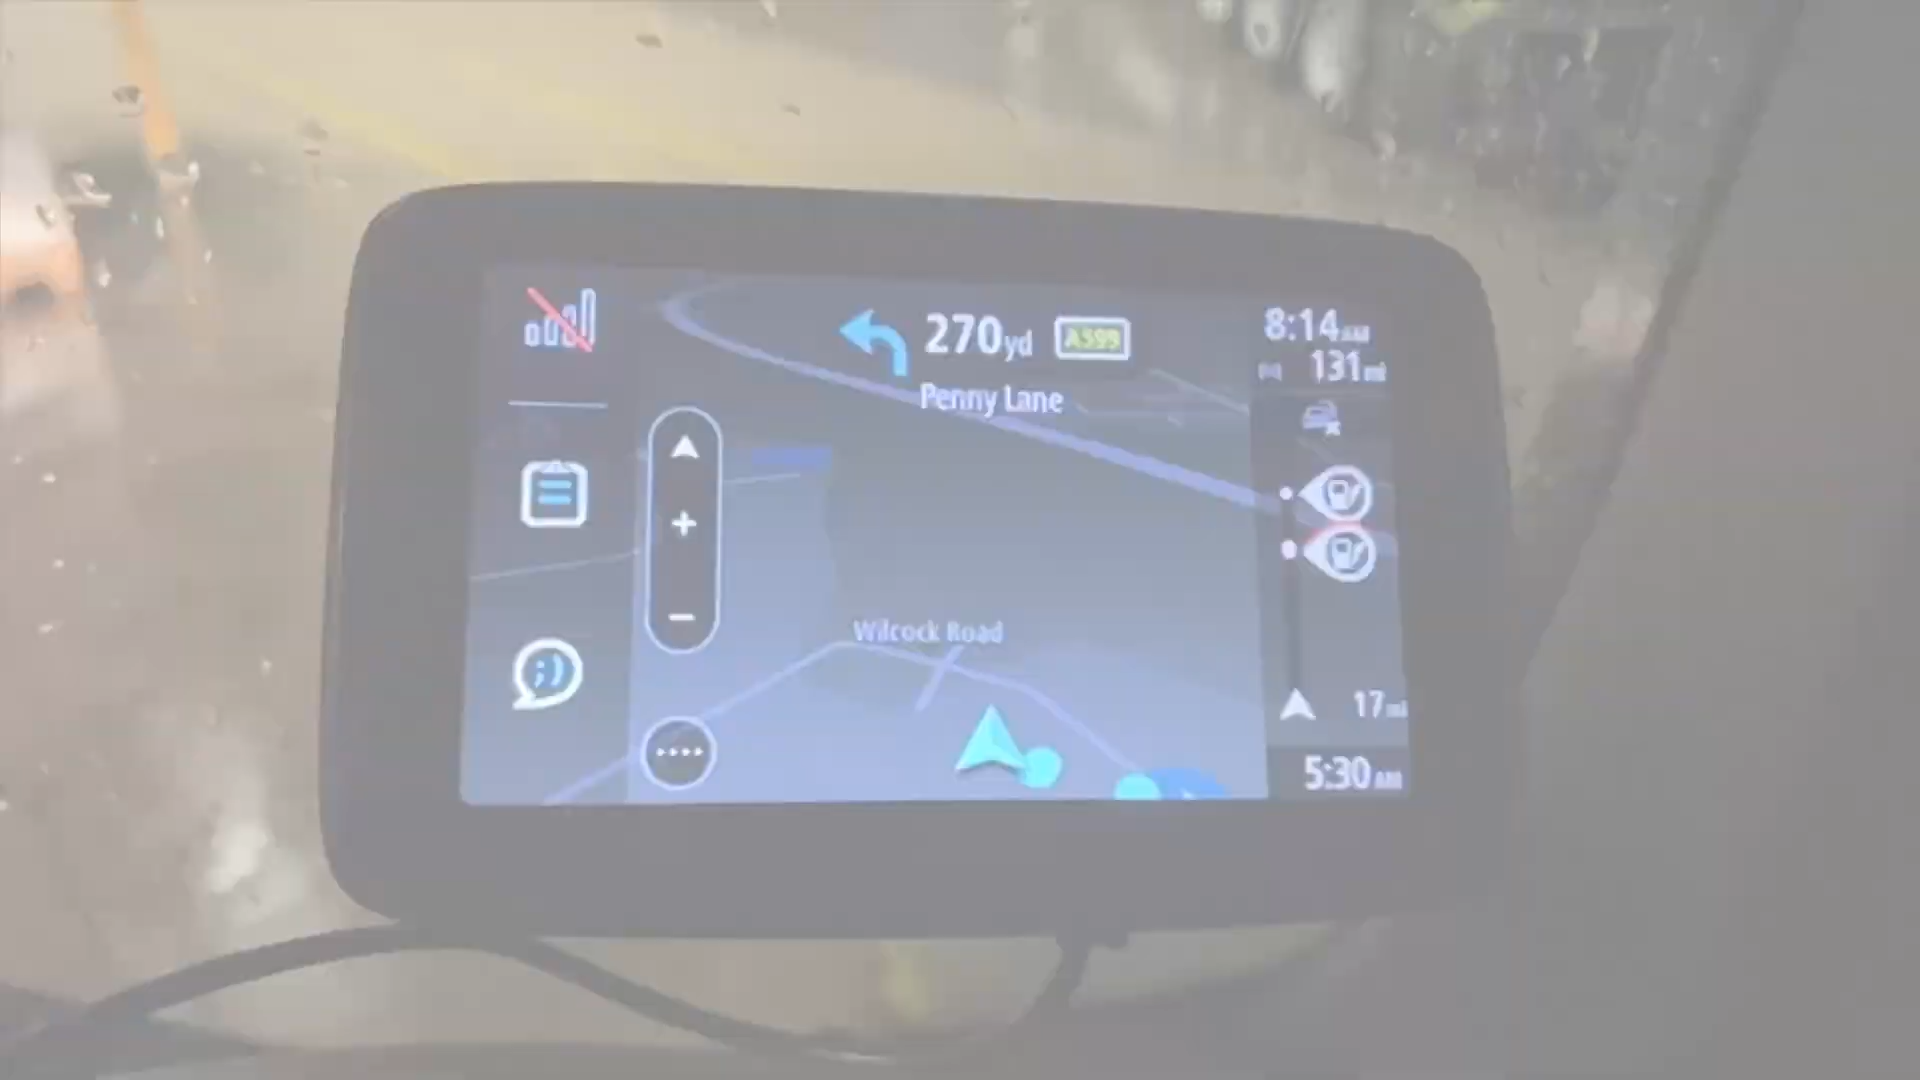 270yd A599
Penny Lane
8:14AM
131mi
Wilcock Road
17mi
5:30AM